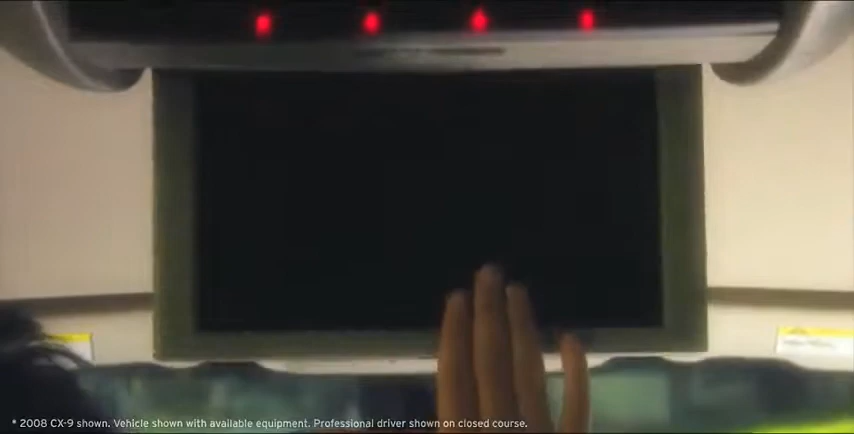 * 2008 CX-9 shown. Vehicle shown with available equipment. Professional driver shown on closed course.